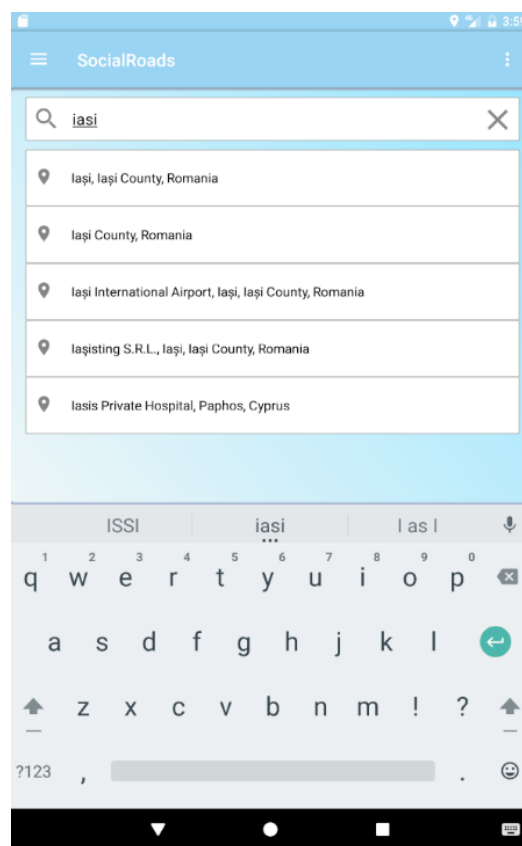 3:59
SocialRoads
iasi
Iași, Iași County, Romania
Iași County, Romania
Iași International Airport, Iași, Iași County, Romania
Iaşisting S.R.L., Iași, Iași County, Romania
Iasis Private Hospital, Paphos, Cyprus
ISSI iasi I as I
1 2 3 4 5 6 7 8 9 0
q w e r t y u i o p
a s d f g h j k l
z x c v b n m ! ?
?123 , .